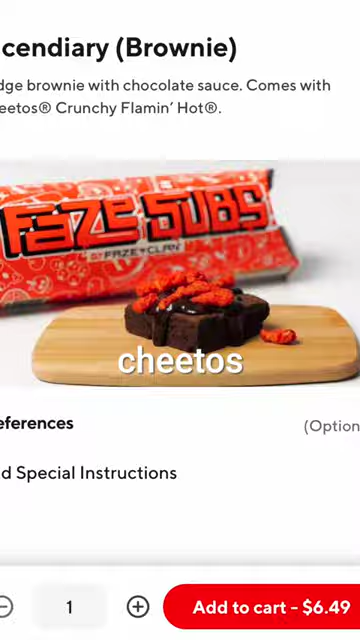 cendiary (Brownie)
dge brownie with chocolate sauce. Comes with
eetos® Crunchy Flamin' Hot®.
FAZE SUBS
BY FAZE CLAN
cheetos
eferences
(Option
d Special Instructions
1
Add to cart - $6.49